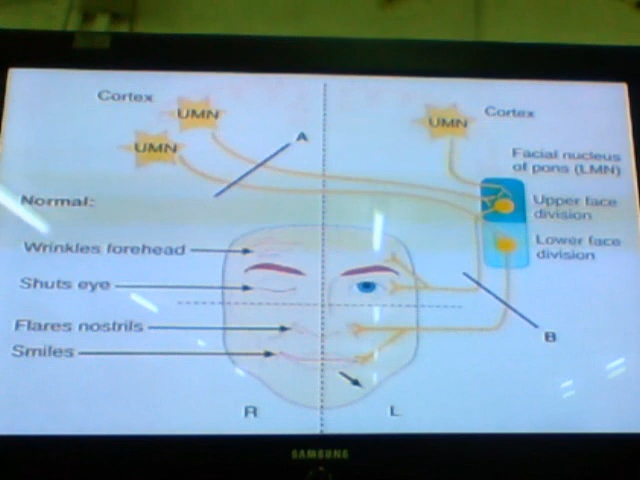 Cortex
UMN
UMN
A
UMN
Cortex
Facial nucleus
of pons (LMN)
Upper face
division
Lower face
division
Normal:
Wrinkles forehead
Shuts eye
Flares nostrils
Smiles
B
R
L
SAMSUNG